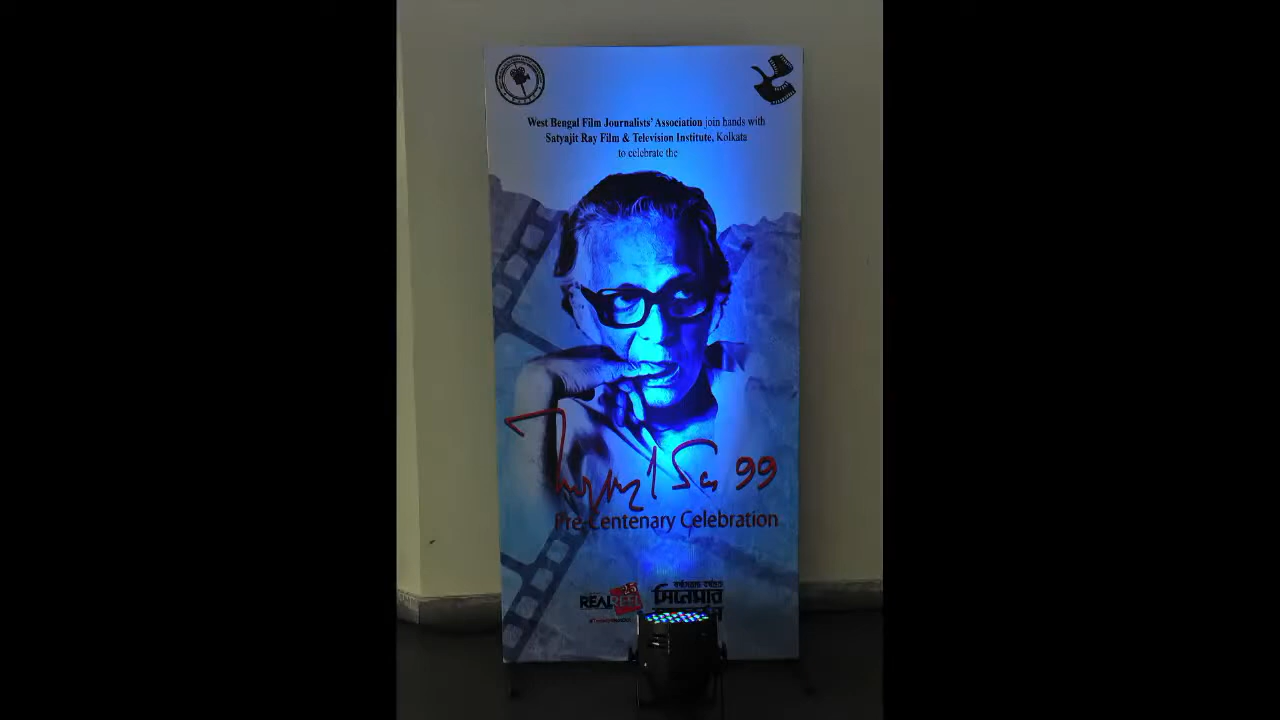 West Bengal Film Journalists' Association join hands with
Satyajit Ray Film & Television Institute, Kolkata
to celebrate the
99
Pre-Centenary Celebration
REALREEL
সিনেমার